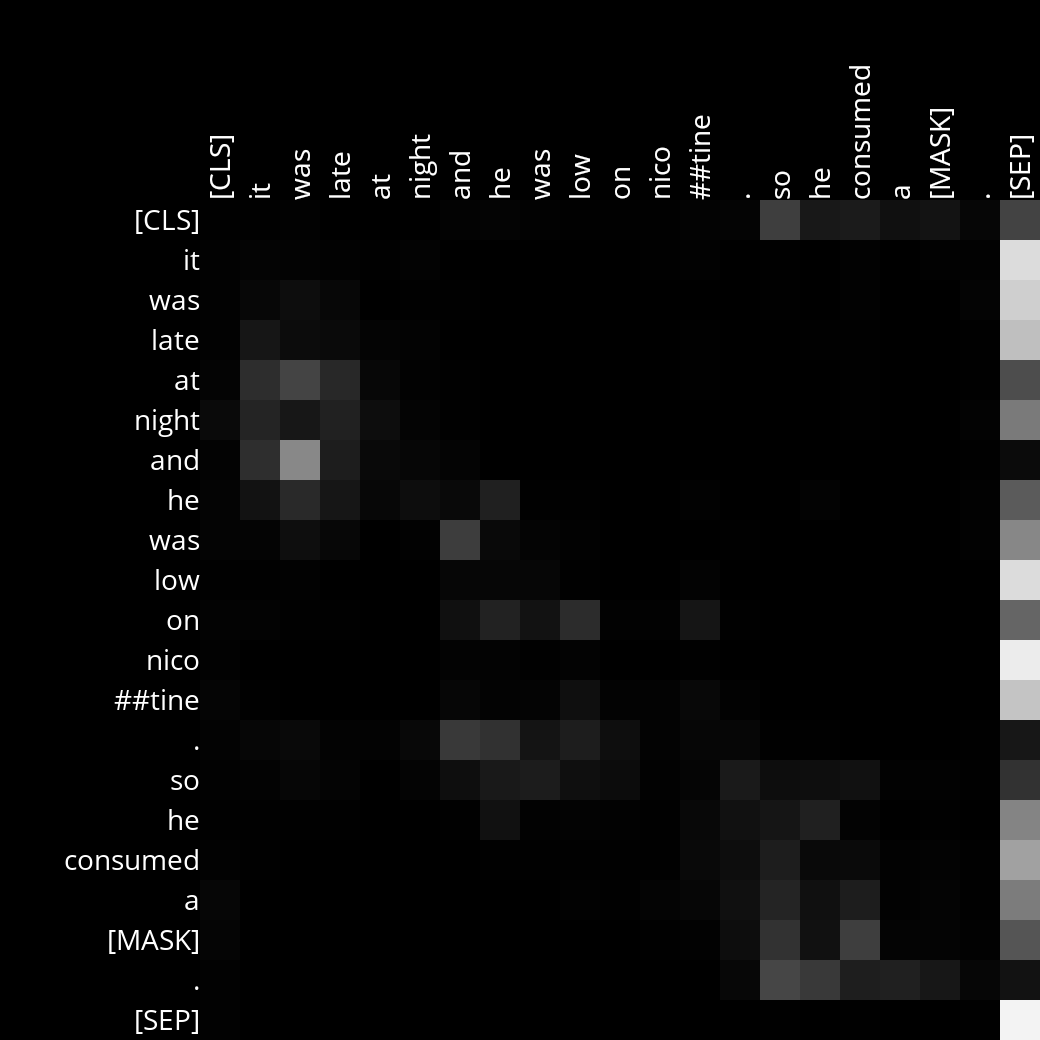 [CLS] it was late at night and he was low on nico ##tine . so he consumed a [MASK] . [SEP]
[CLS]
it
was
late
at
night
and
he
was
low
on
nico
##tine
.
so
he
consumed
a
[MASK]
.
[SEP]